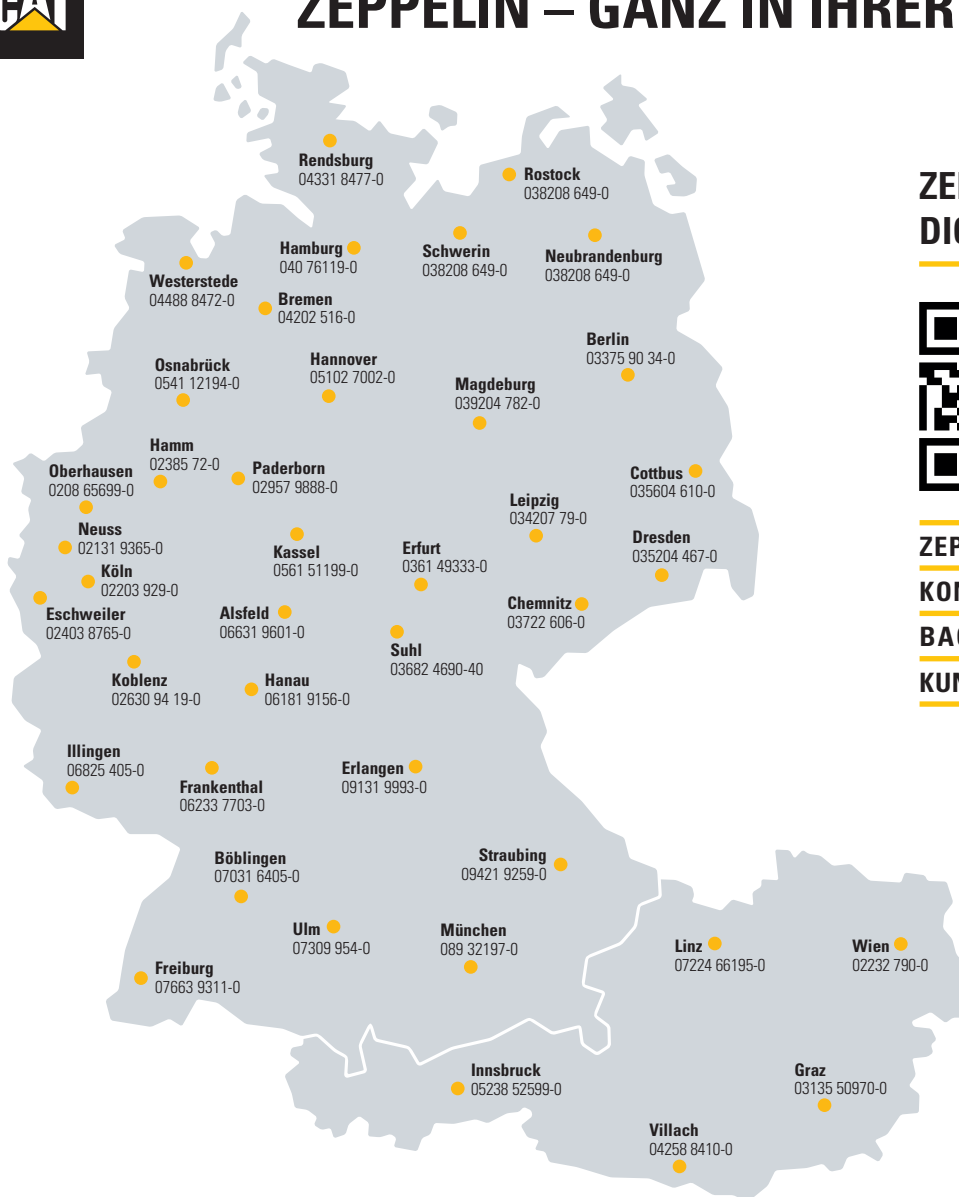 ZEPPELIN – GANZ IN IHRER
Rendsburg
04331 8477-0
Rostock
038208 649-0
Hamburg
040 76119-0
Schwerin
038208 649-0
Neubrandenburg
038208 649-0
Westerstede
04488 8472-0
Bremen
04202 516-0
Berlin
03375 90 34-0
Osnabrück
0541 12194-0
Hannover
05102 7002-0
Magdeburg
039204 782-0
Hamm
02385 72-0
Oberhausen
0208 65699-0
Paderborn
02957 9888-0
Cottbus
035604 610-0
Leipzig
034207 79-0
Neuss
02131 9365-0
Kassel
0561 51199-0
Erfurt
0361 49333-0
Dresden
035204 467-0
Köln
02203 929-0
Eschweiler
02403 8765-0
Alsfeld
06631 9601-0
Chemnitz
03722 606-0
Suhl
03682 4690-40
Koblenz
02630 94 19-0
Hanau
06181 9156-0
Illingen
06825 405-0
Frankenthal
06233 7703-0
Erlangen
09131 9993-0
Böblingen
07031 6405-0
Straubing
09421 9259-0
Ulm
07309 954-0
München
089 32197-0
Freiburg
07663 9311-0
Linz
07224 66195-0
Wien
02232 790-0
Innsbruck
05238 52599-0
Graz
03135 50970-0
Villach
04258 8410-0
ZEP
KON
KUN